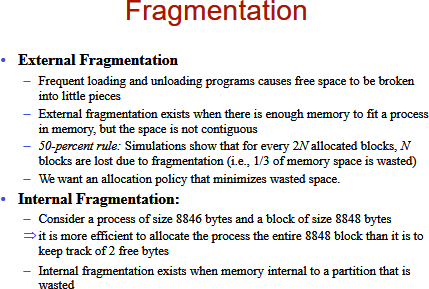 Fragmentation
• External Fragmentation
– Frequent loading and unloading programs causes free space to be broken
into little pieces
– External fragmentation exists when there is enough memory to fit a process
in memory, but the space is not contiguous
– 50-percent rule: Simulations show that for every 2N allocated blocks, N
blocks are lost due to fragmentation (i.e., 1/3 of memory space is wasted)
– We want an allocation policy that minimizes wasted space.
• Internal Fragmentation:
– Consider a process of size 8846 bytes and a block of size 8848 bytes
⇒ it is more efficient to allocate the process the entire 8848 block than it is to
keep track of 2 free bytes
– Internal fragmentation exists when memory internal to a partition that is
wasted